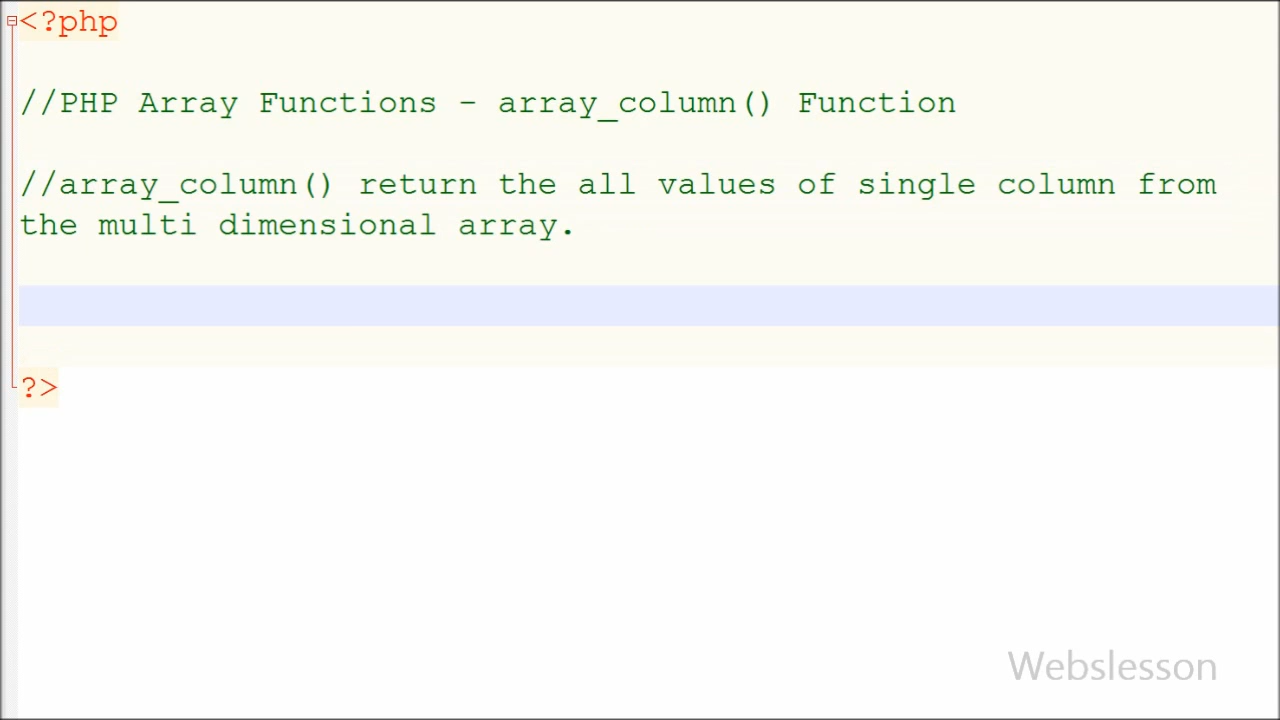 <?php
//PHP Array Functions - array_column() Function
//array_column() return the all values of single column from
the multi dimensional array.
?>
Webslesson